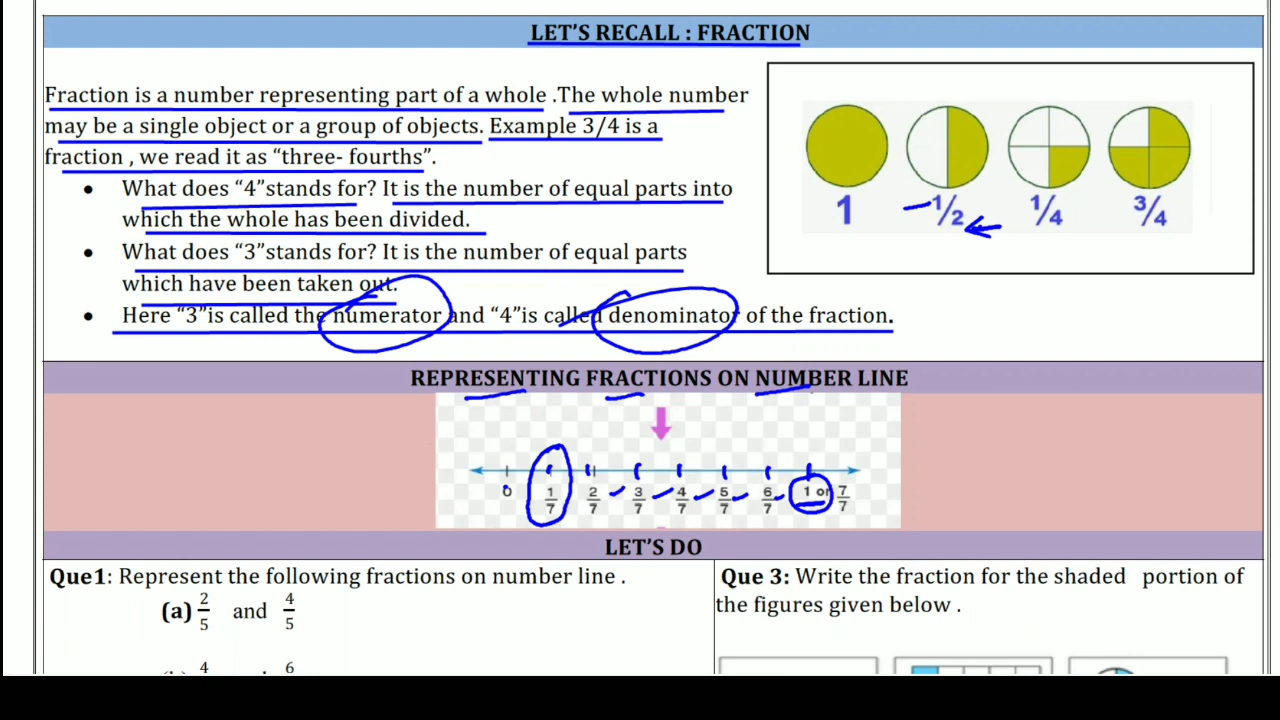 LET'S RECALL : FRACTION
Fraction is a number representing part of a whole .The whole number
may be a single object or a group of objects. Example 3/4 is a
fraction , we read it as “three- fourths”.
• What does “4”stands for? It is the number of equal parts into
which the whole has been divided.
• What does “3”stands for? It is the number of equal parts
which have been taken out.
• Here “3”is called the numerator and “4”is called denominator of the fraction.
1 1/2 1/4 3/4
REPRESENTING FRACTIONS ON NUMBER LINE
0 1/7 2/7 3/7 4/7 5/7 6/7 1 or 7/7
LET'S DO
Que1: Represent the following fractions on number line .
(a) 2/5 and 4/5
4 6
Que 3: Write the fraction for the shaded portion of
the figures given below .